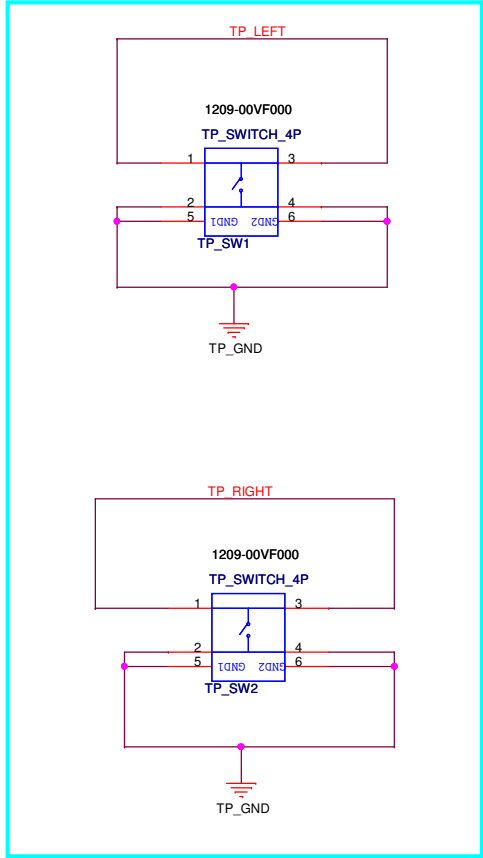 TP_LEFT
1209-00VF000
TP_SWITCH_4P
1 3
2 4
5 GND1 GND2 6
TP_SW1
TP_GND
TP_RIGHT
1209-00VF000
TP_SWITCH_4P
1 3
2 4
5 GND1 GND2 6
TP_SW2
TP_GND